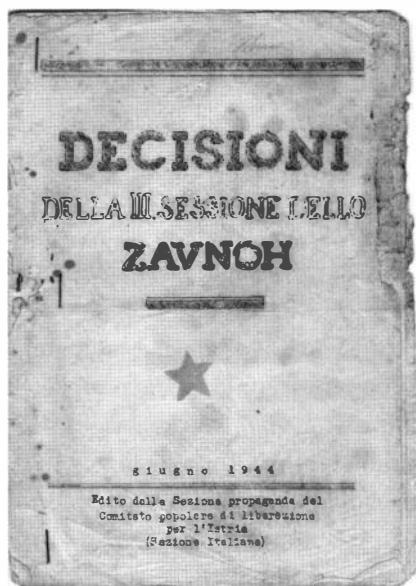 DECISIONI
DELLA III. SESSIONE DELLO
ZAVNOH
giugno 1944
Edito dalla Sezione propaganda del
Comitato popolare di liberazione
per l'Istria
(Sezione Italiana)